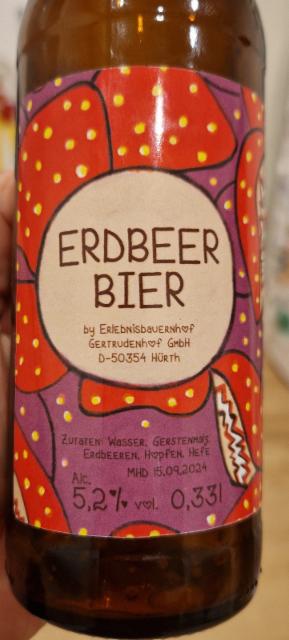 ERDBEER
BIER
by Erlebnisbauernhof
Gertrudenhof GmbH
D-50354 Hürth
Zutaten: Wasser, Gerstenmalz,
Erdbeeren, Hopfen, Hefe
MHD 15.09.2024
Alc.
5,2% vol. 0,33l